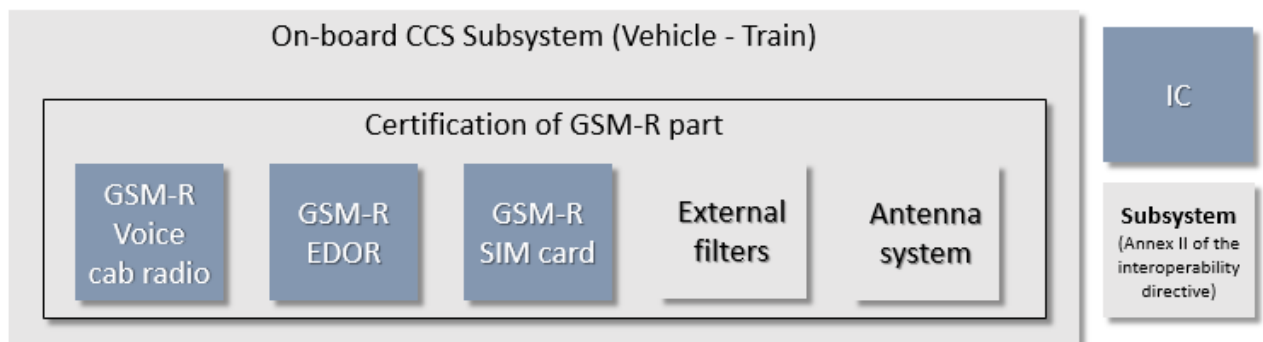 On-board CCS Subsystem (Vehicle - Train)
Certification of GSM-R part
GSM-R
Voice
cab radio
GSM-R
EDOR
GSM-R
SIM card
External
filters
Antenna
system
IC
Subsystem
(Annex II of the
interoperability
directive)